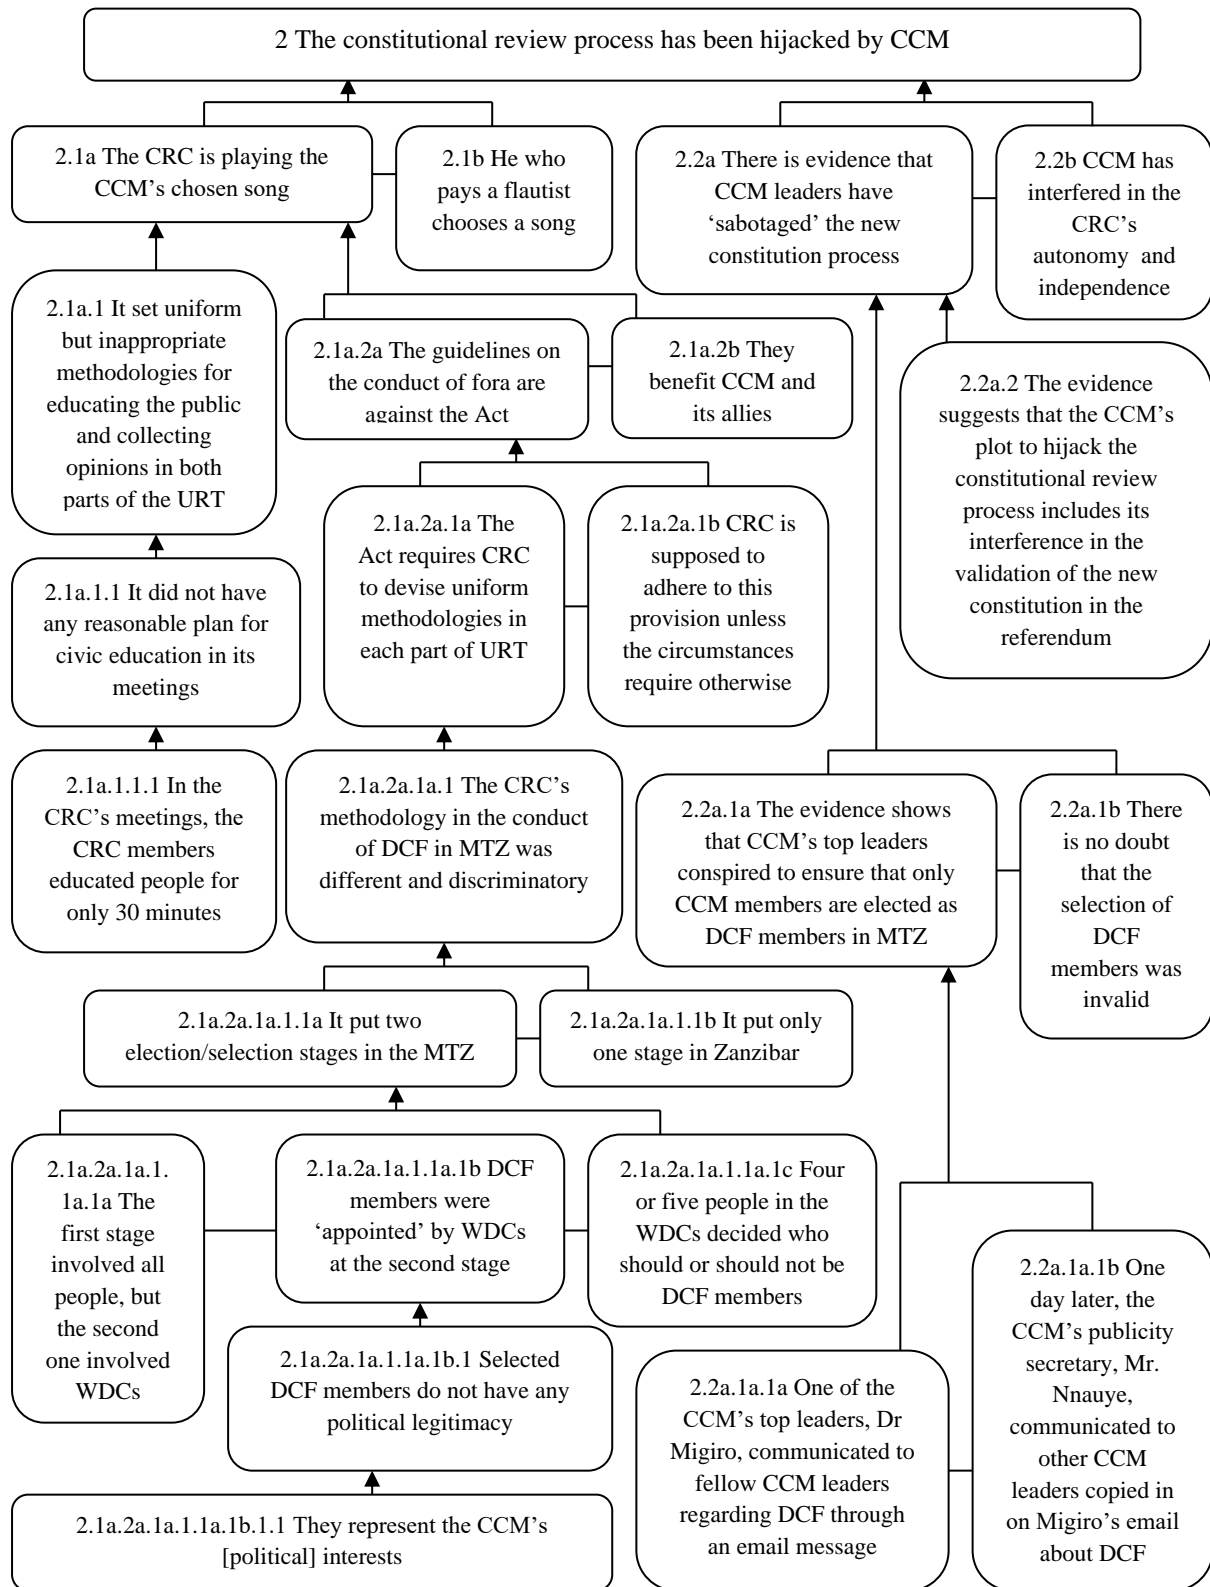 2 The constitutional review process has been hijacked by CCM
2.1a The CRC is playing the
CCM’s chosen song
2.1b He who
pays a flautist
chooses a song
2.2a There is evidence that
CCM leaders have
‘sabotaged’ the new
constitution process
2.2b CCM has
interfered in the
CRC’s
autonomy and
independence
2.1a.1 It set uniform
but inappropriate
methodologies for
educating the public
and collecting
opinions in both
parts of the URT
2.1a.2a The guidelines on
the conduct of fora are
against the Act
2.1a.2b They
benefit CCM and
its allies
2.2a.2 The evidence
suggests that the CCM’s
plot to hijack the
constitutional review
process includes its
interference in the
validation of the new
constitution in the
referendum
2.1a.1.1 It did not have
any reasonable plan for
civic education in its
meetings
2.1a.2a.1a The
Act requires CRC
to devise uniform
methodologies in
each part of URT
2.1a.2a.1b CRC is
supposed to
adhere to this
provision unless
the circumstances
require otherwise
2.1a.1.1.1 In the
CRC’s meetings, the
CRC members
educated people for
only 30 minutes
2.1a.2a.1a.1 The CRC’s
methodology in the conduct
of DCF in MTZ was
different and discriminatory
2.2a.1a The evidence shows
that CCM’s top leaders
conspired to ensure that only
CCM members are elected as
DCF members in MTZ
2.2a.1b There
is no doubt
that the
selection of
DCF
members was
invalid
2.1a.2a.1a.1.1a It put two
election/selection stages in the MTZ
2.1a.2a.1a.1.1b It put only
one stage in Zanzibar
2.1a.2a.1a.1.
1a.1a The
first stage
involved all
people, but
the second
one involved
WDCs
2.1a.2a.1a.1.1a.1b DCF
members were
‘appointed’ by WDCs
at the second stage
2.1a.2a.1a.1.1a.1c Four
or five people in the
WDCs decided who
should or should not be
DCF members
2.1a.2a.1a.1.1a.1b.1 Selected
DCF members do not have any
political legitimacy
2.1a.2a.1a.1.1a.1b.1.1 They represent the CCM’s
[political] interests
2.2a.1a.1a One of the
CCM’s top leaders, Dr
Migiro, communicated to
fellow CCM leaders
regarding DCF through
an email message
2.2a.1a.1b One
day later, the
CCM’s publicity
secretary, Mr.
Nnauye,
communicated to
other CCM
leaders copied in
on Migiro’s email
about DCF